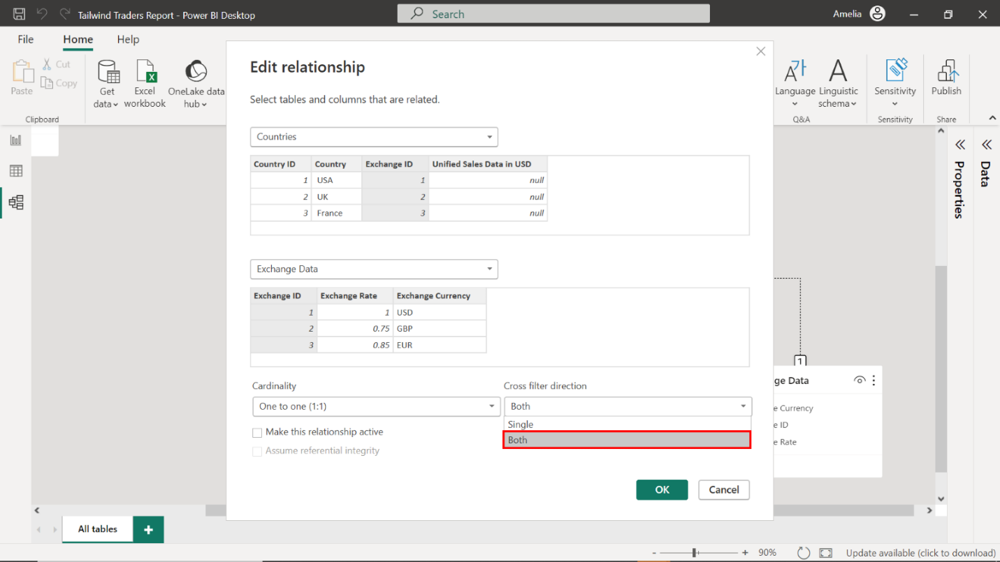 Tailwind Traders Report - Power BI Desktop
Search
Amelia
File Home Help
Paste
Cut
Copy
Clipboard
Get data
Excel workbook
OneLake data hub
Language
Linguistic schema
Q&A
Sensitivity
Sensitivity
Publish
Share
Edit relationship
Select tables and columns that are related.
Countries
Country ID Country Exchange ID Unified Sales Data in USD
1 USA 1 null
2 UK 2 null
3 France 3 null
Exchange Data
Exchange ID Exchange Rate Exchange Currency
1 1 USD
2 0.75 GBP
3 0.85 EUR
Cardinality
One to one (1:1)
Make this relationship active
Assume referential integrity
Cross filter direction
Both
Single
Both
OK Cancel
1
ge Data
e Currency
e ID
e Rate
Properties
Data
All tables +
- + 90% Update available (click to download)